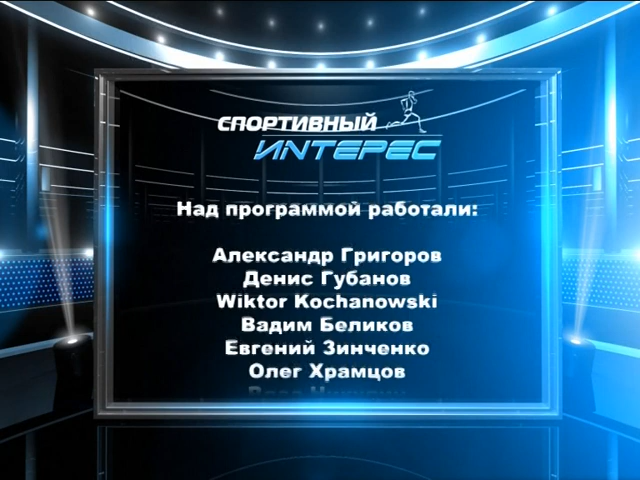 СПОРТИВНЫЙ
ИНТЕРЕС
Над программой работали:
Александр Григоров
Денис Губанов
Wiktor Kochanowski
Вадим Беликов
Евгений Зинченко
Олег Храмцов